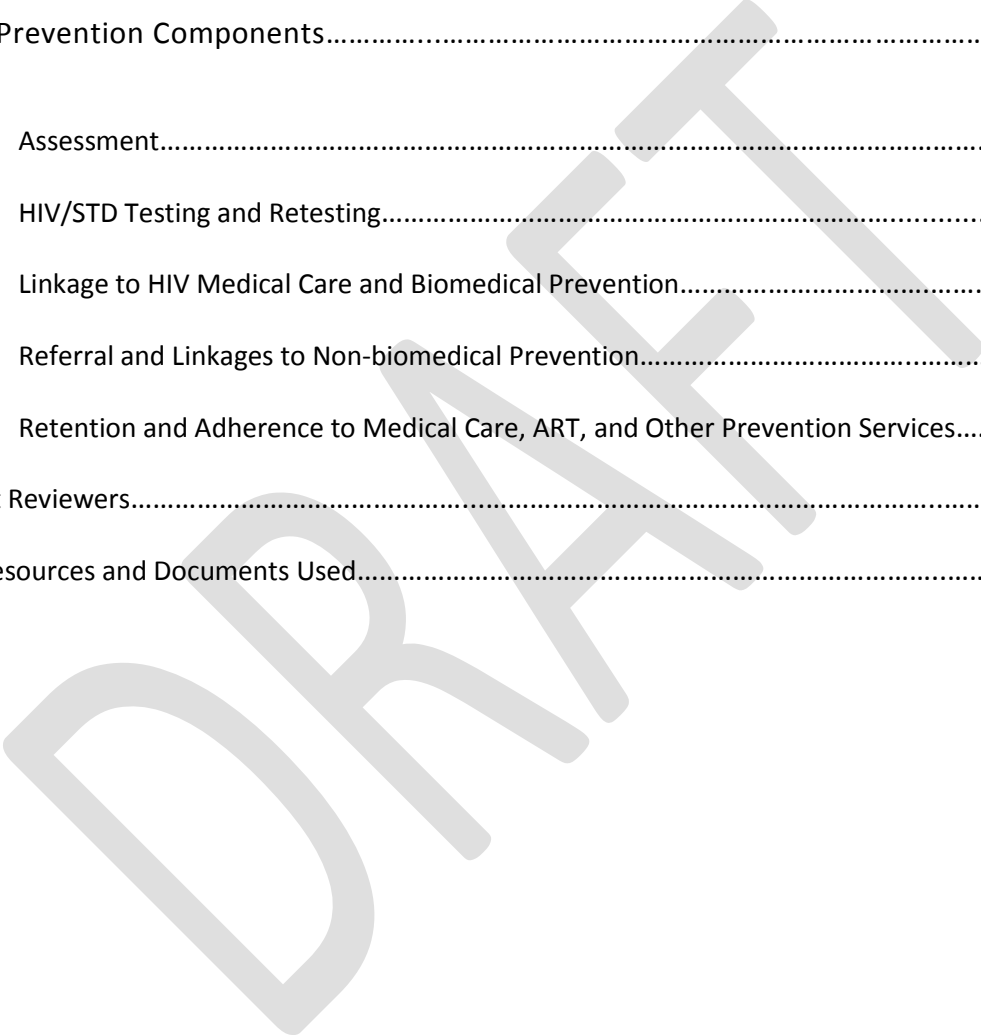 Prevention Components…………..……………………………………………………………
Assessment……………………………………………………………………………………
HIV/STD Testing and Retesting……………………………………………………………
Linkage to HIV Medical Care and Biomedical Prevention………………………………
Referral and Linkages to Non-biomedical Prevention……………………………………
Retention and Adherence to Medical Care, ART, and Other Prevention Services…..
Reviewers………………………………………………………………………………………
Resources and Documents Used……………………………………………………………
DRAFT